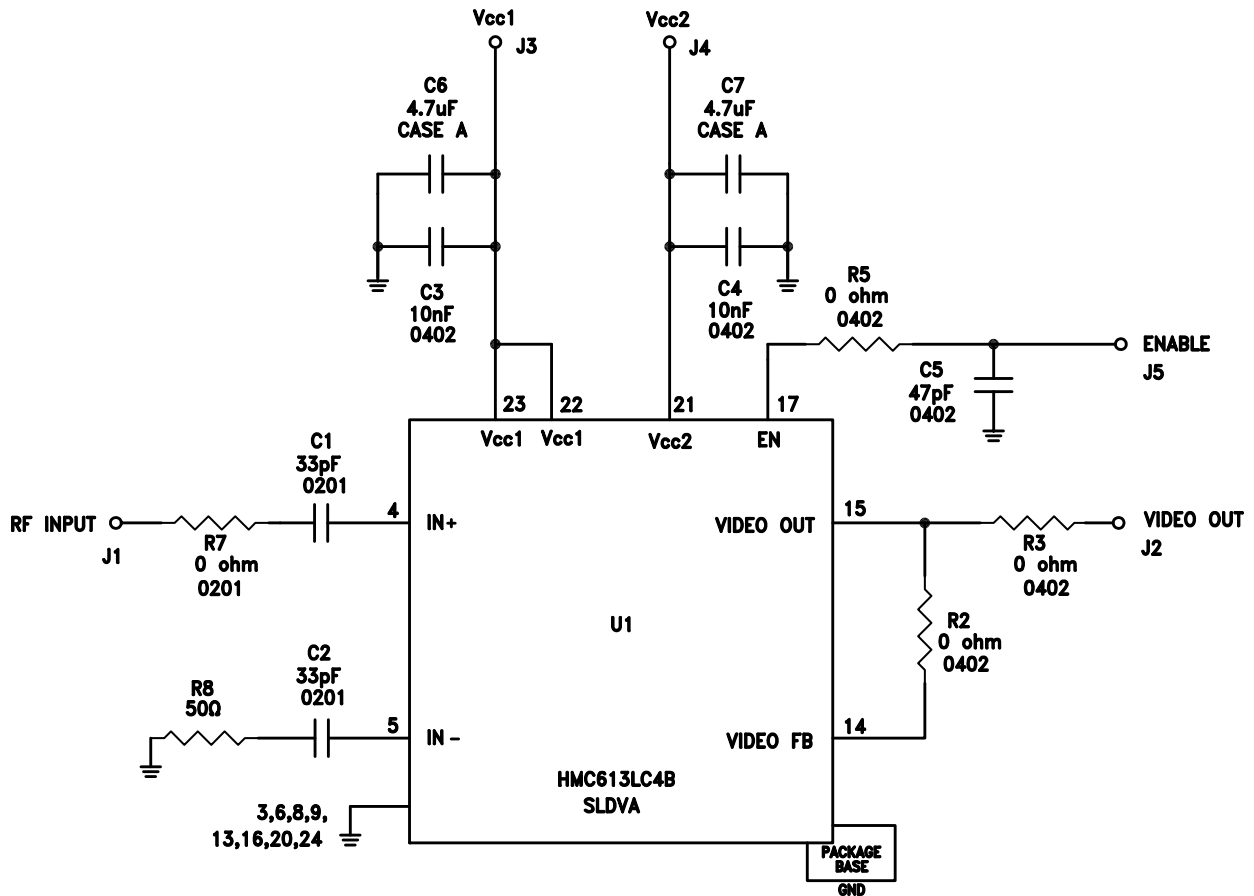 Vcc1
J3
Vcc2
J4
C6
4.7uF
CASE A
C7
4.7uF
CASE A
C3
10nF
0402
C4
10nF
0402
R5
0 ohm
0402
ENABLE
J5
C5
47pF
0402
23
22
21
17
Vcc1
Vcc1
Vcc2
EN
C1
33pF
0201
RF INPUT
J1
R7
0 ohm
0201
4
IN+
VIDEO OUT
15
VIDEO OUT
J2
R3
0 ohm
0402
U1
R2
0 ohm
0402
C2
33pF
0201
R8
50Ω
5
IN-
VIDEO FB
14
HMC613LC4B
SLDVA
3,6,8,9,
13,16,20,24
PACKAGE
BASE
GND